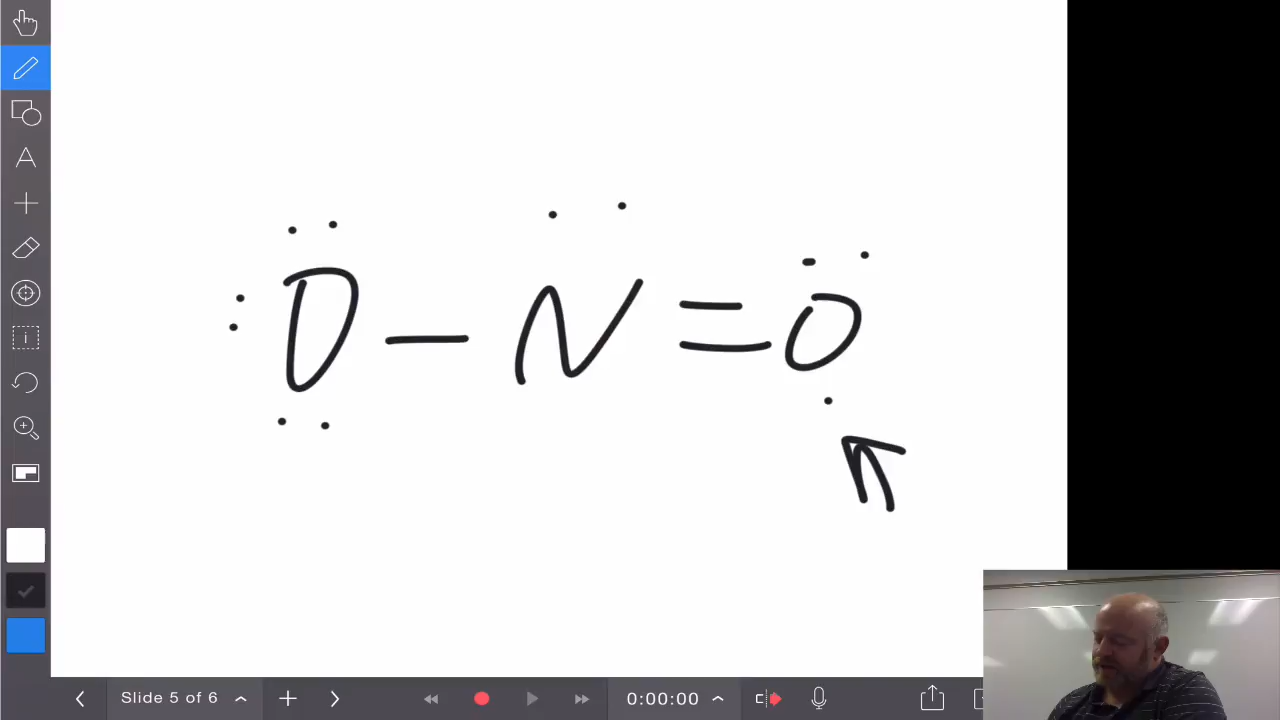 A
O — N = O
i
Slide 5 of 6
0:00:00